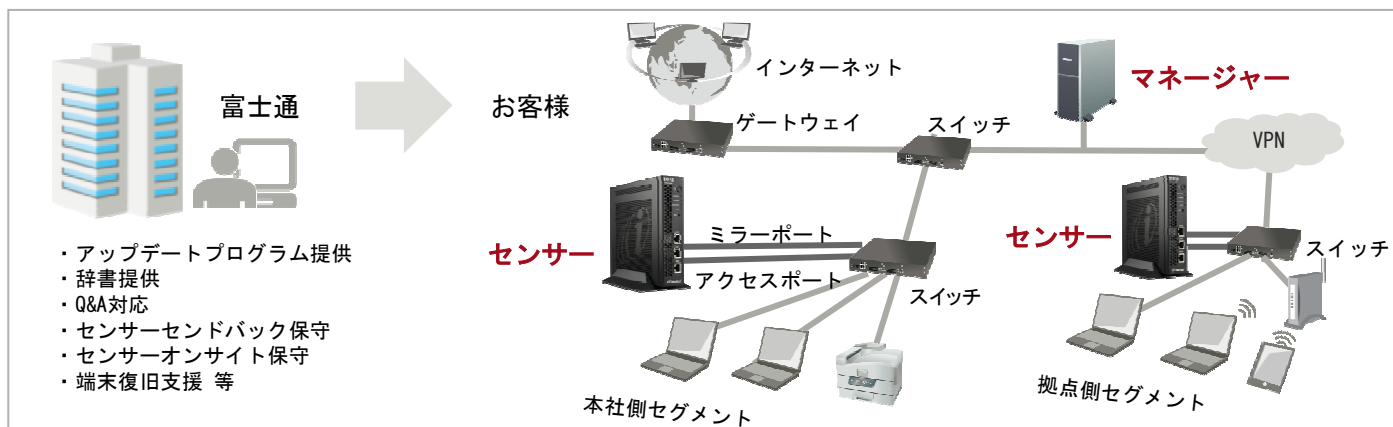 富士通
・アップデートプログラム提供
・辞書提供
・Q&A対応
・センサーセンドバック保守
・センサーオンサイト保守
・端末復旧支援 等
お客様
インターネット
ゲートウェイ
スイッチ
マネージャー
VPN
センサー
ミラーポート
アクセスポート
スイッチ
本社側セグメント
センサー
スイッチ
拠点側セグメント